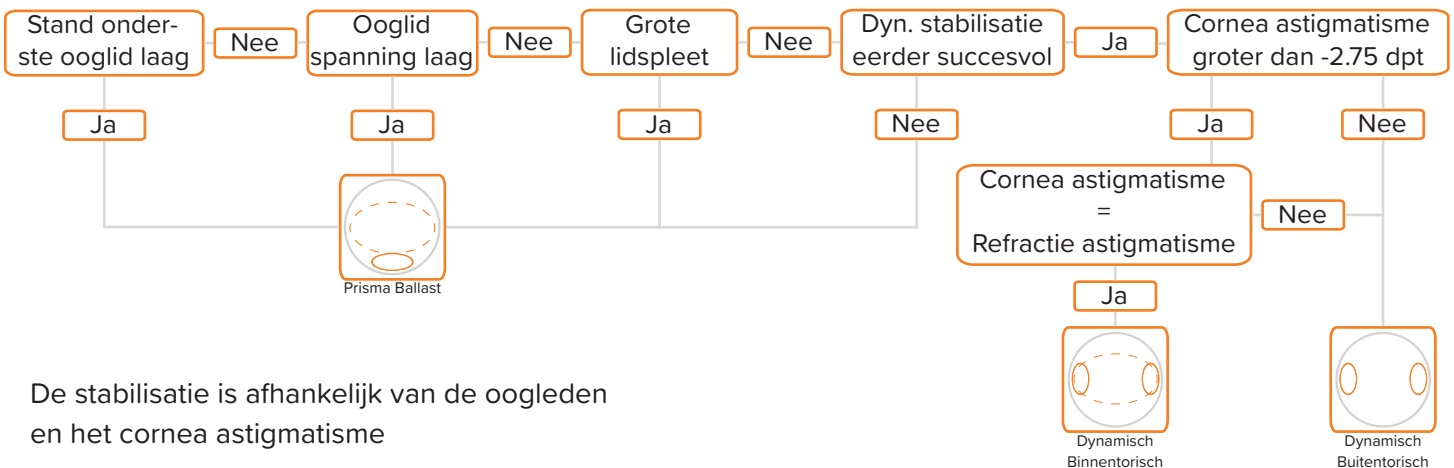 Stand onder-
ste ooglid laag
Nee
Ooglid
spanning laag
Nee
Grote
lidspleet
Nee
Dyn. stabilisatie
eerder succesvol
Ja
Cornea astigmatisme
groter dan -2.75 dpt
Ja
Ja
Ja
Nee
Ja
Nee
Cornea astigmatisme
=
Refractie astigmatisme
Nee
Prisma Ballast
Ja
De stabilisatie is afhankelijk van de oogleden
en het cornea astigmatisme
Dynamisch
Binnentorisch
Dynamisch
Buitentorisch